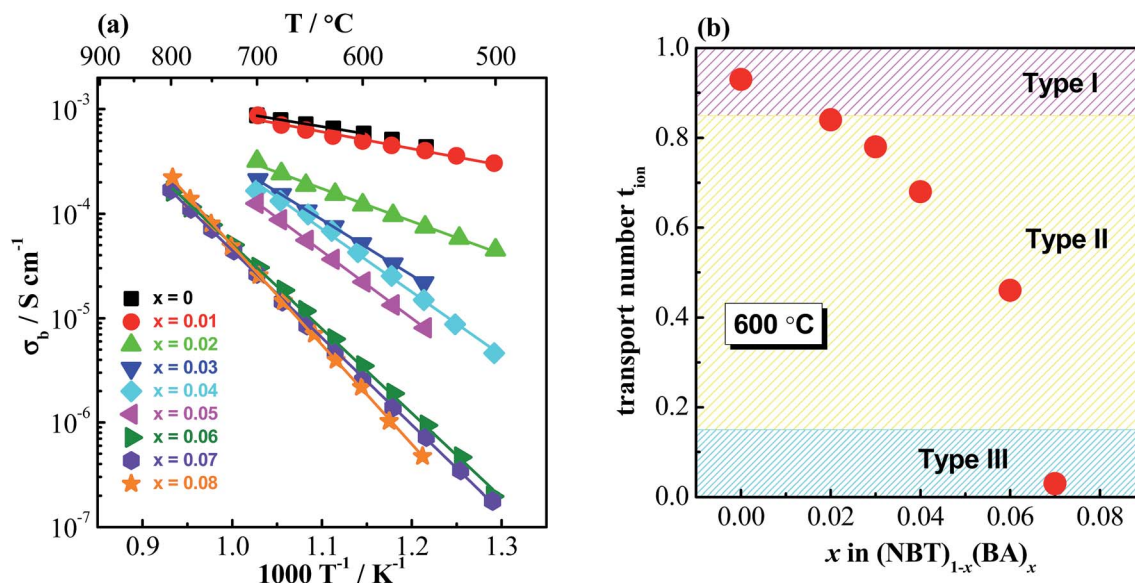 (a)
T / °C
900 800 700 600 500
10⁻³
10⁻⁴
10⁻⁵
10⁻⁶
10⁻⁷
σb / S cm⁻¹
x = 0
x = 0.01
x = 0.02
x = 0.03
x = 0.04
x = 0.05
x = 0.06
x = 0.07
x = 0.08
0.9 1.0 1.1 1.2 1.3
1000 T⁻¹ / K⁻¹
(b)
1.0
0.8
0.6
0.4
0.2
0.0
transport number tion
Type I
Type II
600 °C
Type III
0.00 0.02 0.04 0.06 0.08
x in (NBT)1-x(BA)x